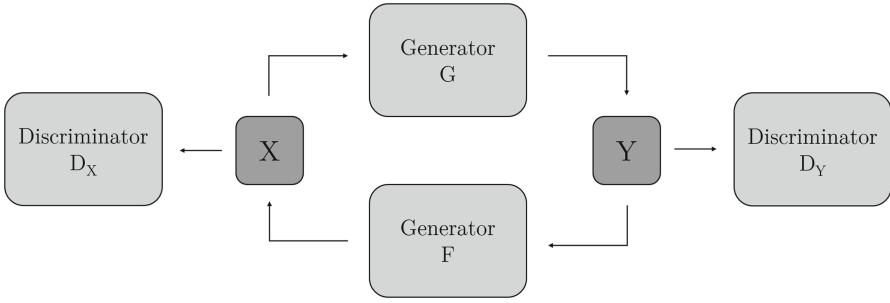 Generator
G
Discriminator
D_X
X
Y
Discriminator
D_Y
Generator
F